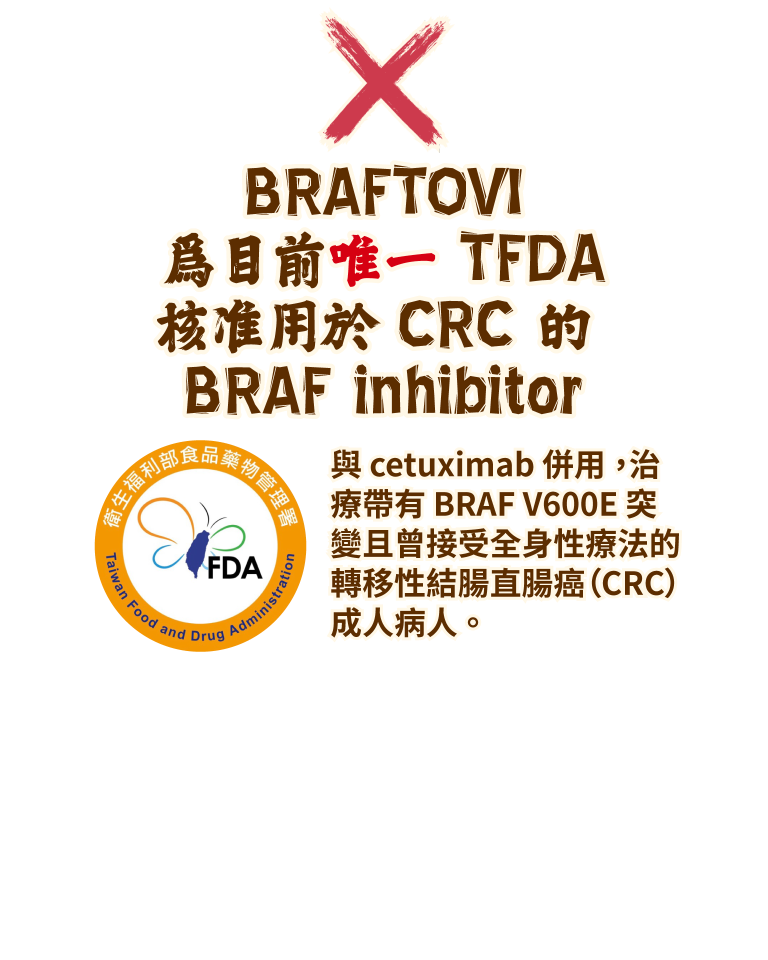 BRAFTOVI
爲目前唯一 TFDA
核准用於 CRC 的
BRAF inhibitor
衛生福利部食品藥物管理署
FDA
Taiwan Food and Drug Administration
與 cetuximab 併用，治
療帶有 BRAF V600E 突
變且曾接受全身性療法的
轉移性結腸直腸癌（CRC）
成人病人。